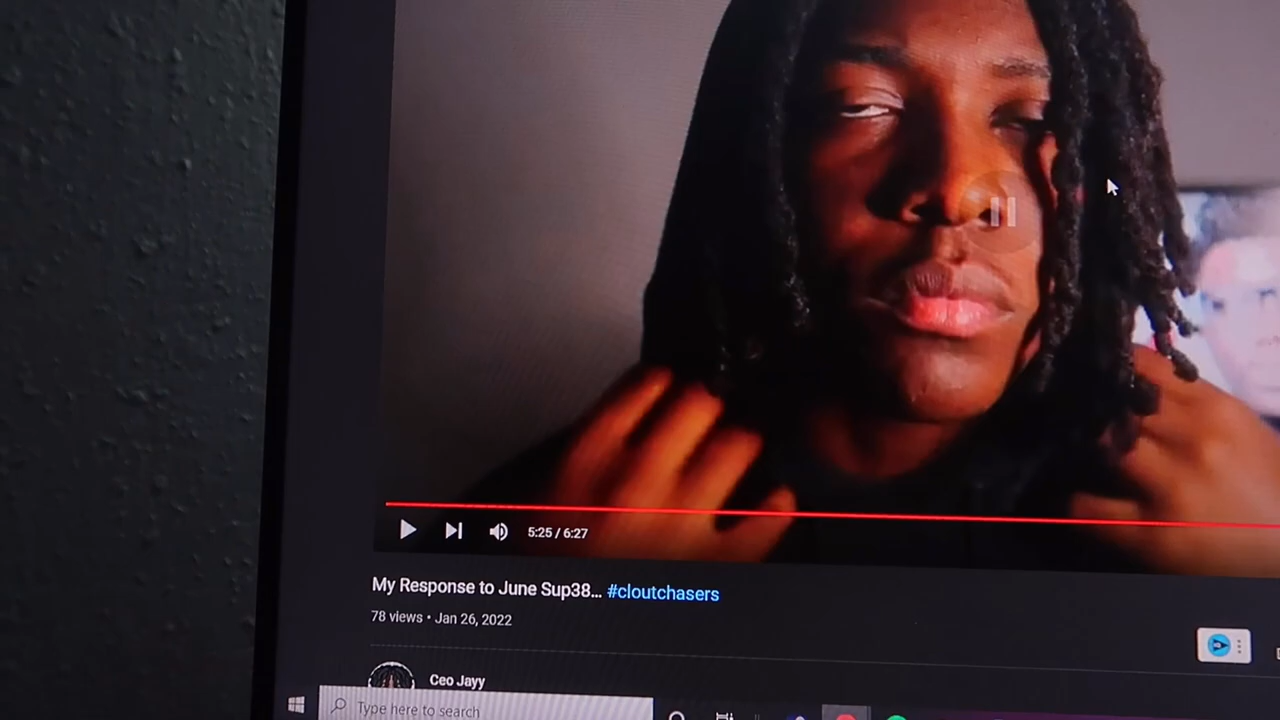 5:25 / 6:27
My Response to June Sup38... #cloutchasers
78 views • Jan 26, 2022
Ceo Jayy
Type here to search